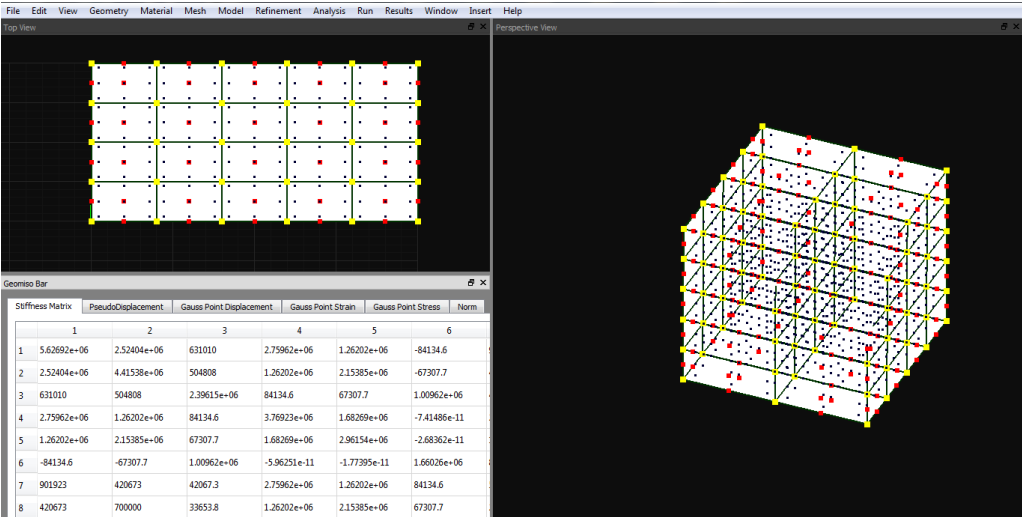 File Edit View Geometry Material Mesh Model Refinement Analysis Run Results Window Insert Help
Top View
Perspective View
Geomiso Bar
Stiffness Matrix PseudoDisplacement Gauss Point Displacement Gauss Point Strain Gauss Point Stress Norm
1 2 3 4 5 6
1 5.62692e+06 2.52404e+06 631010 2.75962e+06 1.26202e+06 -84134.6
2 2.52404e+06 4.41538e+06 504808 1.26202e+06 2.15385e+06 -67307.7
3 631010 504808 2.39615e+06 84134.6 67307.7 1.00962e+06
4 2.75962e+06 1.26202e+06 84134.6 3.76923e+06 1.68269e+06 -7.41486e-11
5 1.26202e+06 2.15385e+06 67307.7 1.68269e+06 2.96154e+06 -2.68362e-11
6 -84134.6 -67307.7 1.00962e+06 -5.96251e-11 -1.77395e-11 1.66026e+06
7 901923 420673 42067.3 2.75962e+06 1.26202e+06 84134.6
8 420673 700000 33653.8 1.26202e+06 2.15385e+06 67307.7